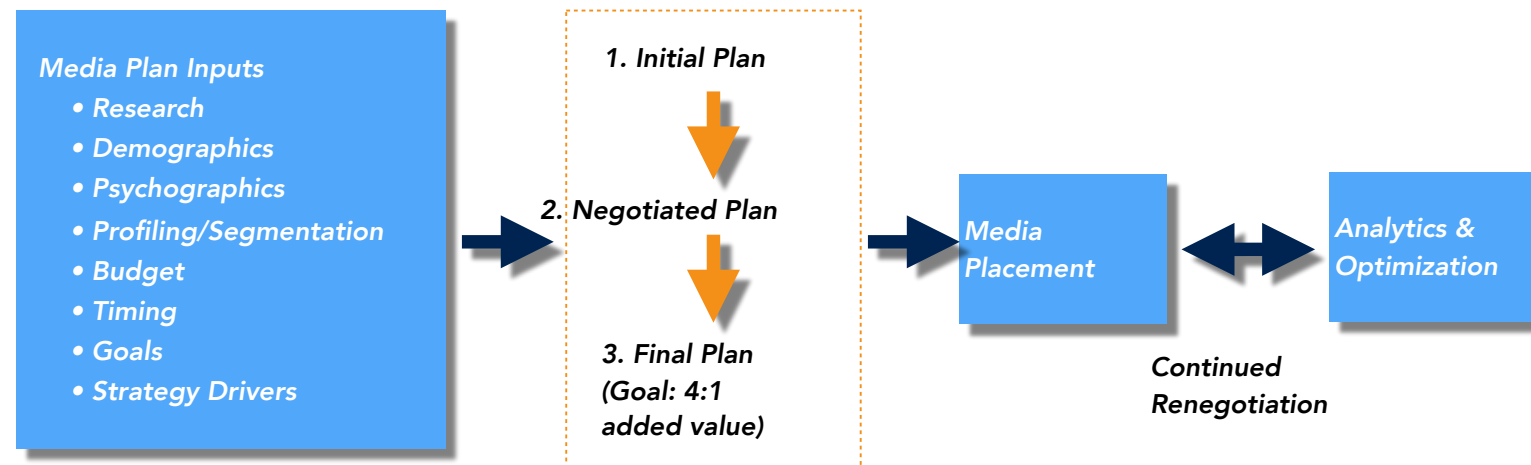 Media Plan Inputs
• Research
• Demographics
• Psychographics
• Profiling/Segmentation
• Budget
• Timing
• Goals
• Strategy Drivers
1. Initial Plan
2. Negotiated Plan
3. Final Plan
(Goal: 4:1
added value)
Media
Placement
Analytics &
Optimization
Continued
Renegotiation